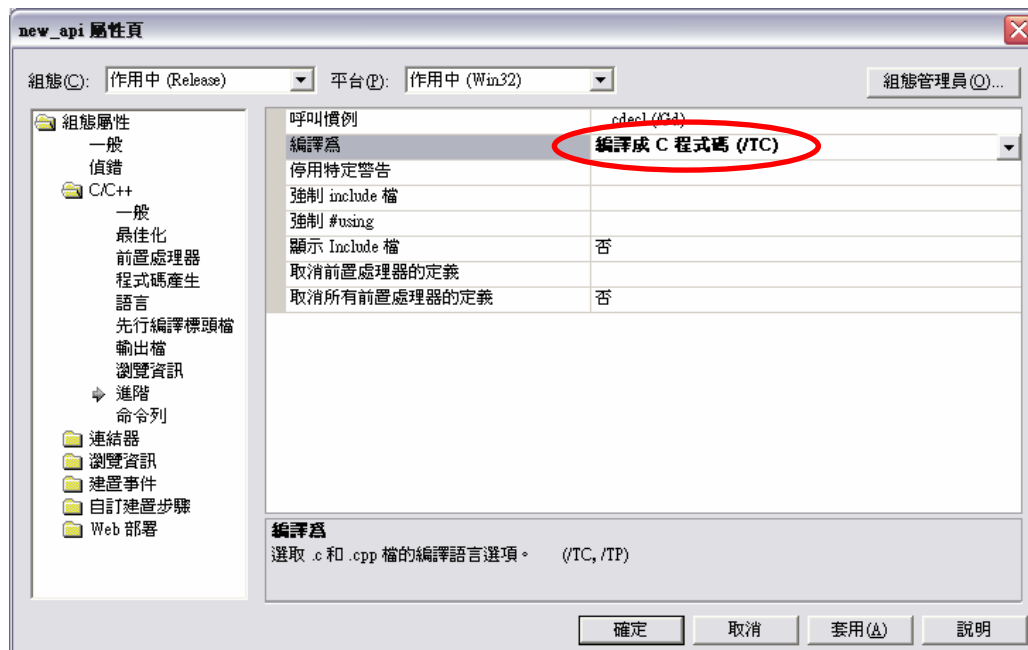 new_api 屬性頁
組態(C): 作用中 (Release) 平台(P): 作用中 (Win32) 組態管理員(O)...
組態屬性
一般
偵錯
C/C++
一般
最佳化
前置處理器
程式碼產生
語言
先行編譯標頭檔
輸出檔
瀏覽資訊
進階
命令列
連結器
瀏覽資訊
建置事件
自訂建置步驟
Web 部署
呼叫慣例 __cdecl (/Gd)
編譯為 編譯成 C 程式碼 (/TC)
停用特定警告
強制 include 檔
強制 #using
顯示 Include 檔 否
取消前置處理器的定義
取消所有前置處理器的定義 否
編譯為
選取 .c 和 .cpp 檔的編譯語言選項。 (/TC, /TP)
確定 取消 套用(A) 說明